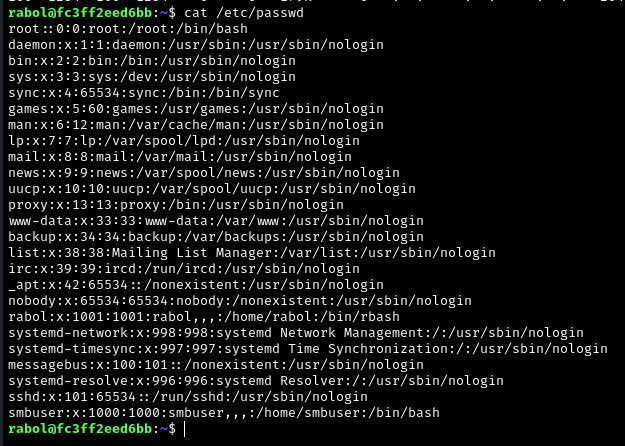 rabol@fc3ff2eed6bb:~$ cat /etc/passwd
root::0:0:root:/root:/bin/bash
daemon:x:1:1:daemon:/usr/sbin:/usr/sbin/nologin
bin:x:2:2:bin:/bin:/usr/sbin/nologin
sys:x:3:3:sys:/dev:/usr/sbin/nologin
sync:x:4:65534:sync:/bin:/bin/sync
games:x:5:60:games:/usr/games:/usr/sbin/nologin
man:x:6:12:man:/var/cache/man:/usr/sbin/nologin
lp:x:7:7:lp:/var/spool/lpd:/usr/sbin/nologin
mail:x:8:8:mail:/var/mail:/usr/sbin/nologin
news:x:9:9:news:/var/spool/news:/usr/sbin/nologin
uucp:x:10:10:uucp:/var/spool/uucp:/usr/sbin/nologin
proxy:x:13:13:proxy:/bin:/usr/sbin/nologin
www-data:x:33:33:www-data:/var/www:/usr/sbin/nologin
backup:x:34:34:backup:/var/backups:/usr/sbin/nologin
list:x:38:38:Mailing List Manager:/var/list:/usr/sbin/nologin
irc:x:39:39:ircd:/run/ircd:/usr/sbin/nologin
_apt:x:42:65534::/nonexistent:/usr/sbin/nologin
nobody:x:65534:65534:nobody:/nonexistent:/usr/sbin/nologin
rabol:x:1001:1001:rabol,,,:/home/rabol:/bin/rbash
systemd-network:x:998:998:systemd Network Management:/:/usr/sbin/nologin
systemd-timesync:x:997:997:systemd Time Synchronization:/:/usr/sbin/nologin
messagebus:x:100:101::/nonexistent:/usr/sbin/nologin
systemd-resolve:x:996:996:systemd Resolver:/:/usr/sbin/nologin
sshd:x:101:65534::/run/sshd:/usr/sbin/nologin
smbuser:x:1000:1000:smbuser,,,:/home/smbuser:/bin/bash
rabol@fc3ff2eed6bb:~$